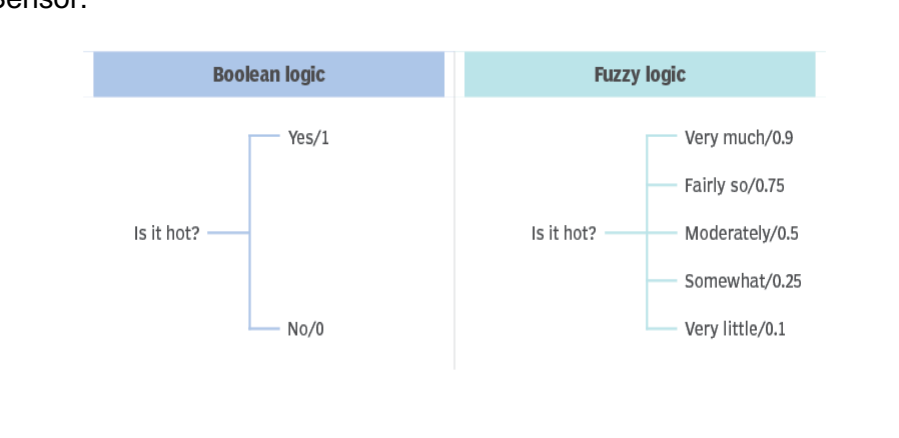 Sensor.
Boolean logic
Fuzzy logic
Is it hot?
Yes/1
No/0
Is it hot?
Very much/0.9
Fairly so/0.75
Moderately/0.5
Somewhat/0.25
Very little/0.1